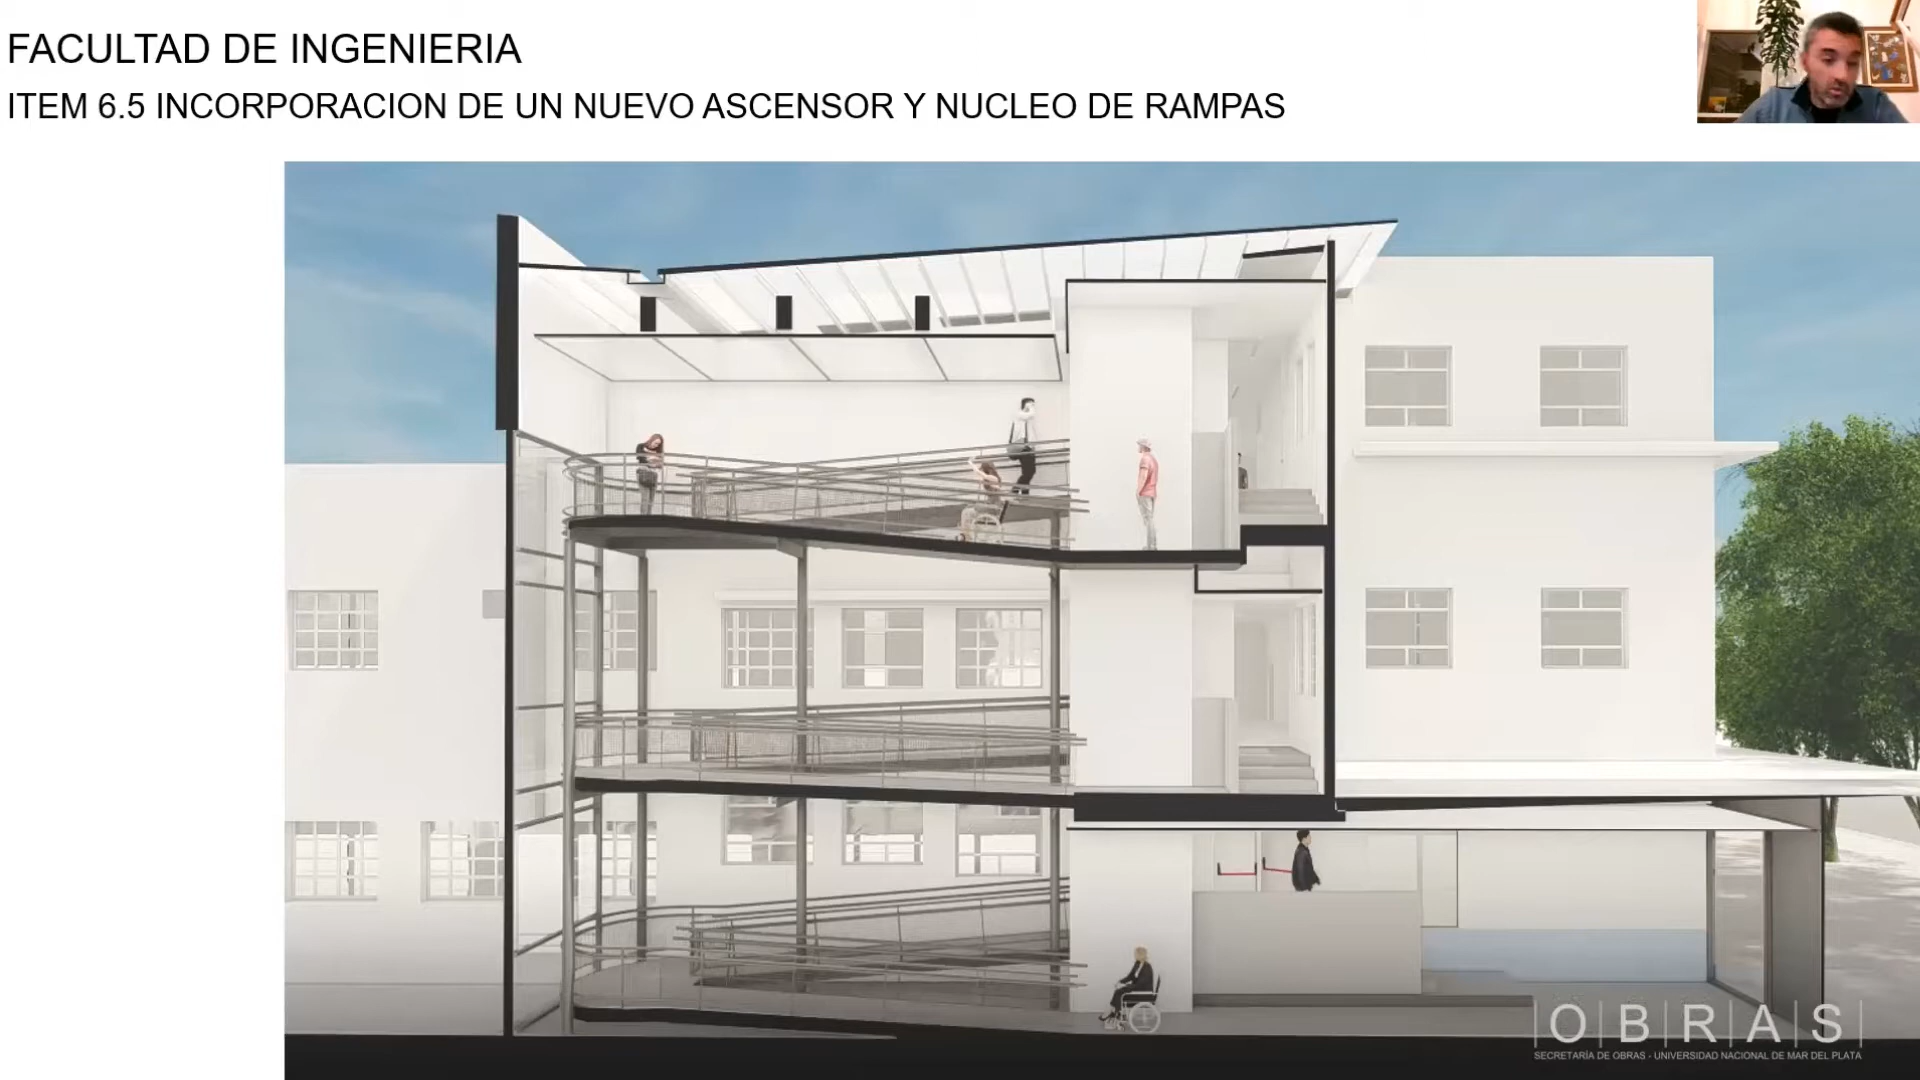 FACULTAD DE INGENIERIA
ITEM 6.5 INCORPORACION DE UN NUEVO ASCENSOR Y NUCLEO DE RAMPAS
|O|B|R|A|S|
SECRETARÍA DE OBRAS - UNIVERSIDAD NACIONAL DE MAR DEL PLATA